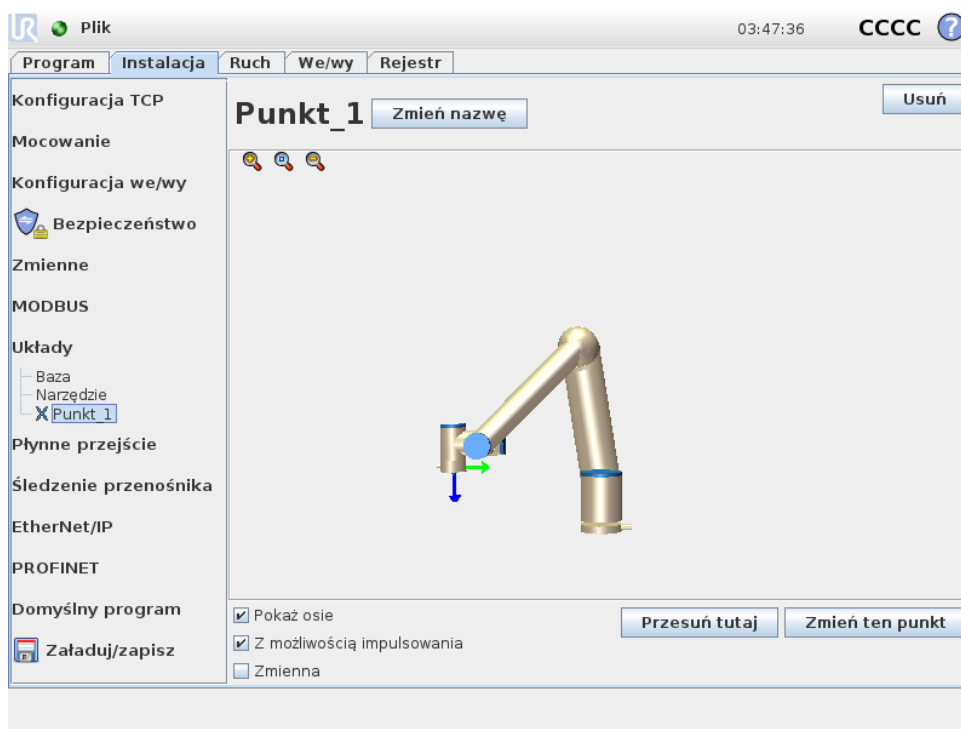 UR Plik 03:47:36 CCCC ?
Program Instalacja Ruch We/wy Rejestr
Konfiguracja TCP
Mocowanie
Konfiguracja we/wy
Bezpieczeństwo
Zmienne
MODBUS
Układy
Baza
Narzędzie
Punkt_1
Płynne przejście
Śledzenie przenośnika
EtherNet/IP
PROFINET
Domyślny program
Załaduj/zapisz
Punkt_1 Zmień nazwę Usuń
Pokaż osie
Z możliwością impulsowania
Zmienna
Przesuń tutaj Zmień ten punkt